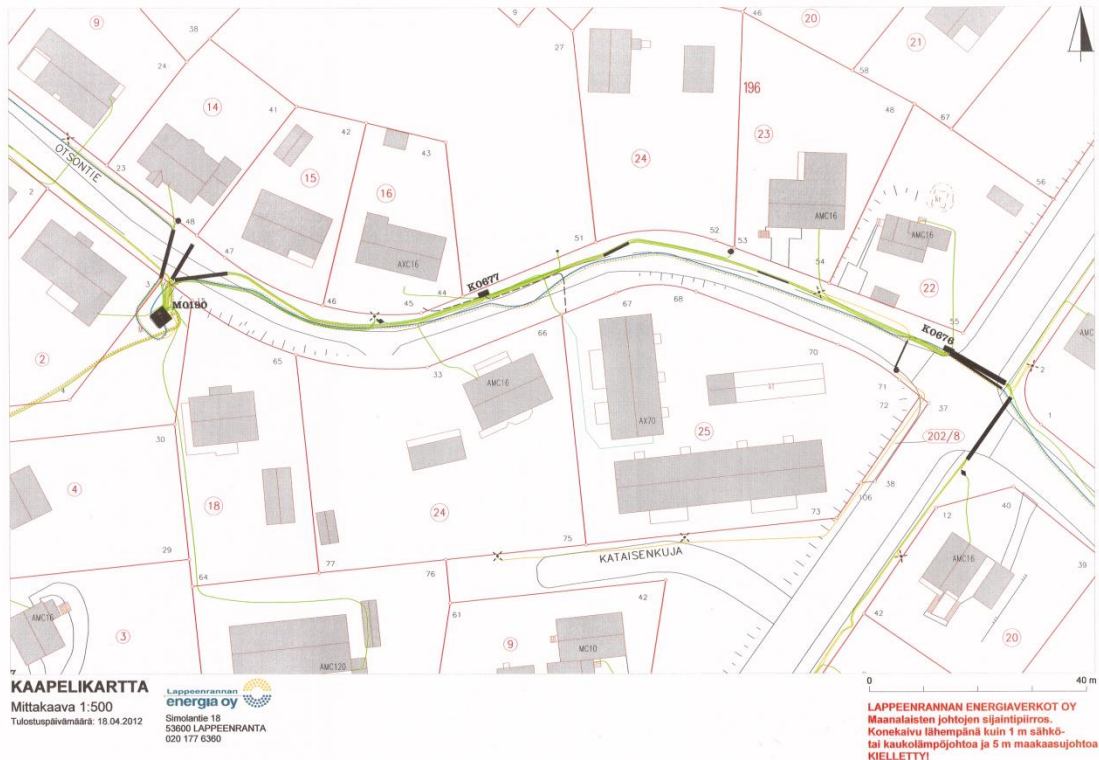 9
38
24
14
41
42
43
15
16
23
OTSONTIE
2
48
47
3
M0190
2
4
30
4
29
64
18
65
46
45
44
AXC16
K0677
33
AMC16
24
77
76
61
75
9
27
24
51
52
53
196
46
23
AMC16
54
20
58
21
48
67
56
AMC16
22
55
K0676
66
67
68
70
71
72
37
202/8
38
106
73
AX70
25
KATAISENKUJA
42
9
MC10
AMC120
AMC16
3
7
AMC
2
1
12
40
39
AMC16
42
20
KAAPELIKARTTA
Mittakaava 1:500
Tulostuspäivämäärä: 18.04.2012
Lappeenrannan
energia oy
Simolantie 18
53600 LAPPEENRANTA
020 177 6360
0 40 m
LAPPEENRANNAN ENERGIAVERKOT OY
Maanalaisten johtojen sijaintipiirros.
Konekaivu lähempänä kuin 1 m sähkö-
tai kaukolämpöjohtoa ja 5 m maakaasujohtoa
KIELLETTY!